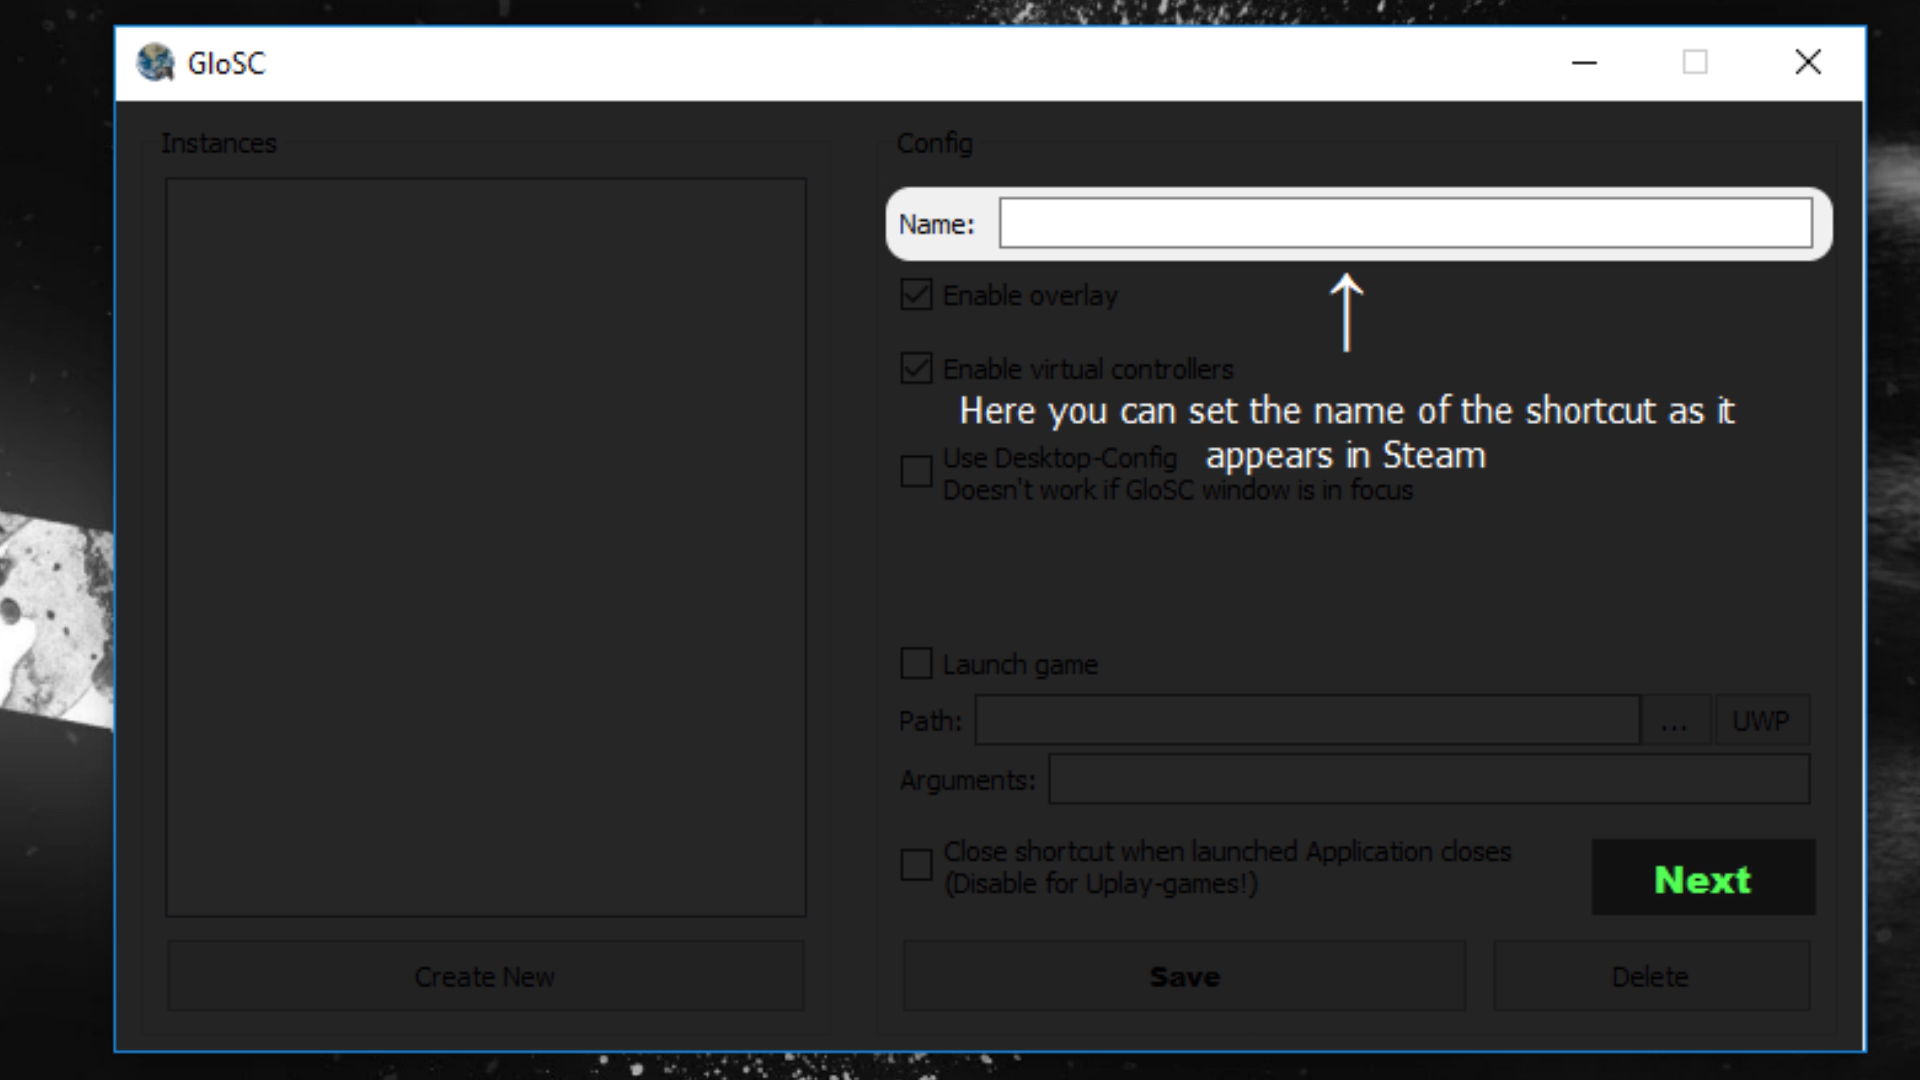 GloSC
Instances
Config
Name:
Enable overlay
Enable virtual controllers
Here you can set the name of the shortcut as it
appears in Steam
Use Desktop-Config
Doesn't work if GloSC window is in focus
Launch game
Path:
...
UWP
Arguments:
Close shortcut when launched Application closes
(Disable for Uplay-games!)
Next
Create New
Save
Delete